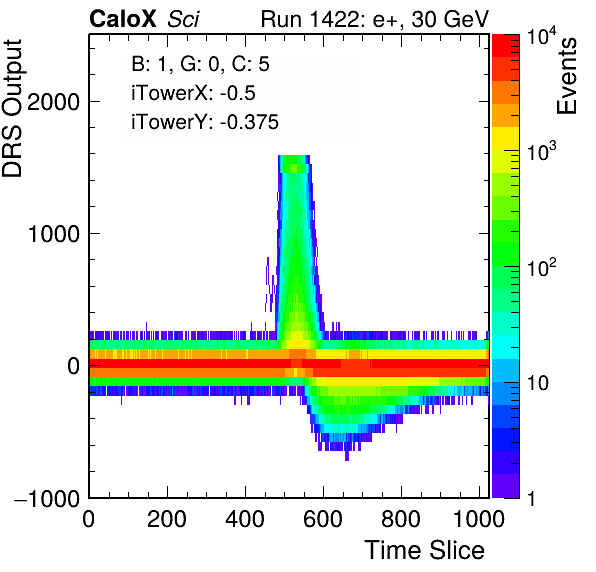 CaloX Sci Run 1422: e+, 30 GeV
B: 1, G: 0, C: 5
iTowerX: -0.5
iTowerY: -0.375
DRS Output
2000
1000
0
−1000
0 200 400 600 800 1000
Time Slice
Events
10^4
10^3
10^2
10
1